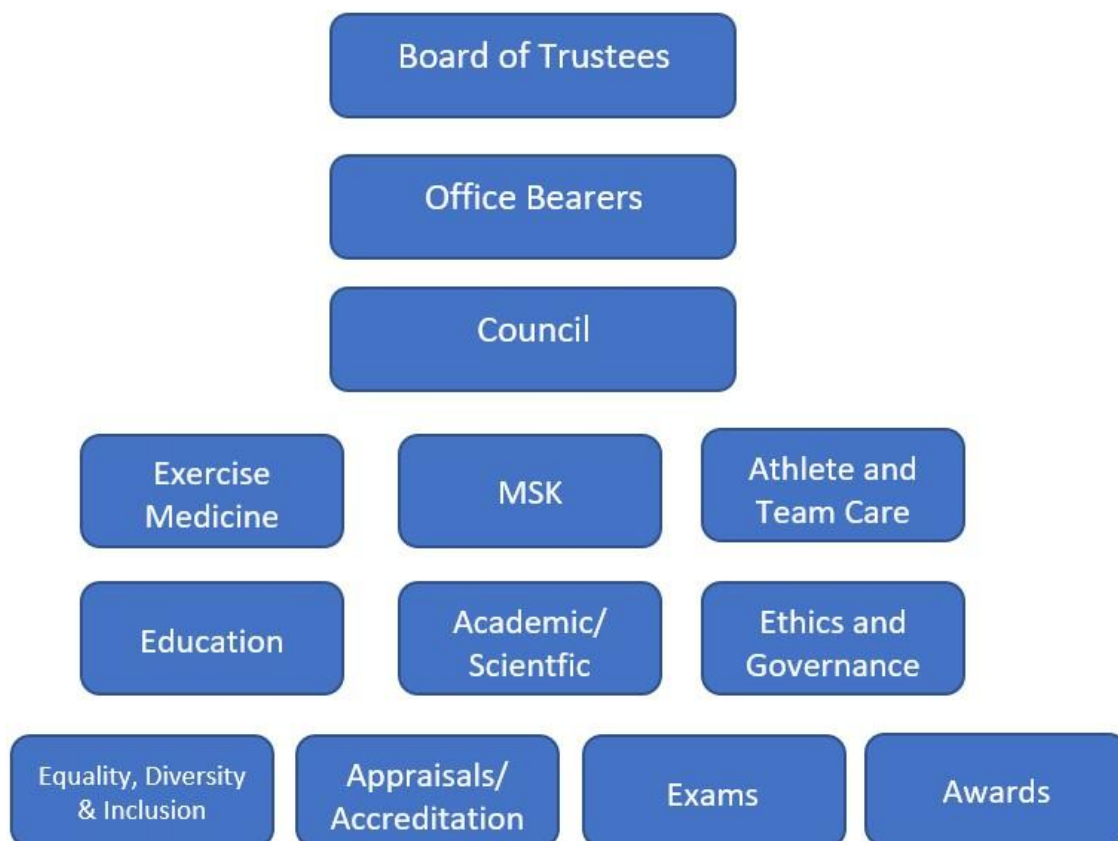 Board of Trustees
Office Bearers
Council
Exercise
Medicine
MSK
Athlete and
Team Care
Education
Academic/
Scientfic
Ethics and
Governance
Equality, Diversity
& Inclusion
Appraisals/
Accreditation
Exams
Awards